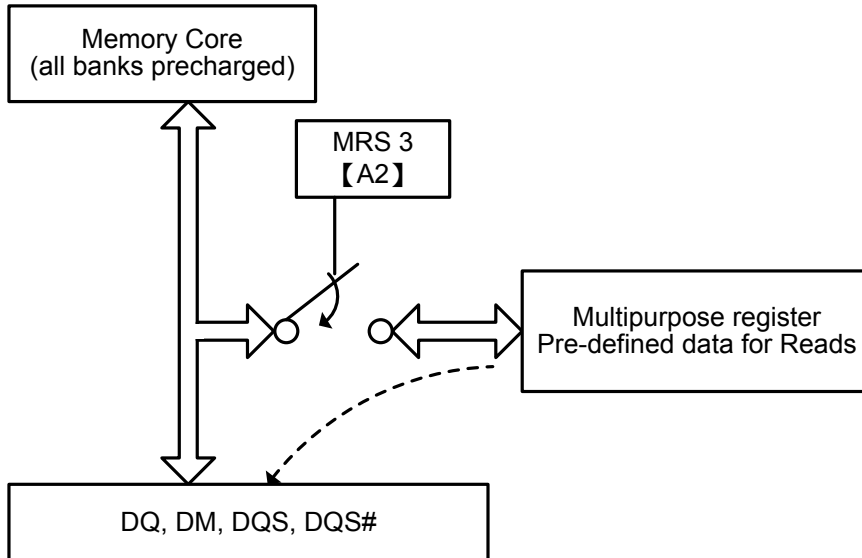 Memory Core
(all banks precharged)
MRS 3
【A2】
Multipurpose register
Pre-defined data for Reads
DQ, DM, DQS, DQS#